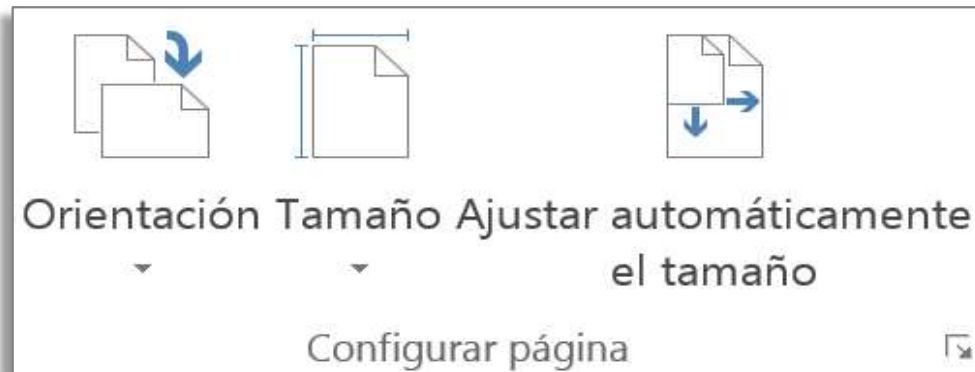 Orientación Tamaño Ajustar automáticamente
el tamaño
Configurar página